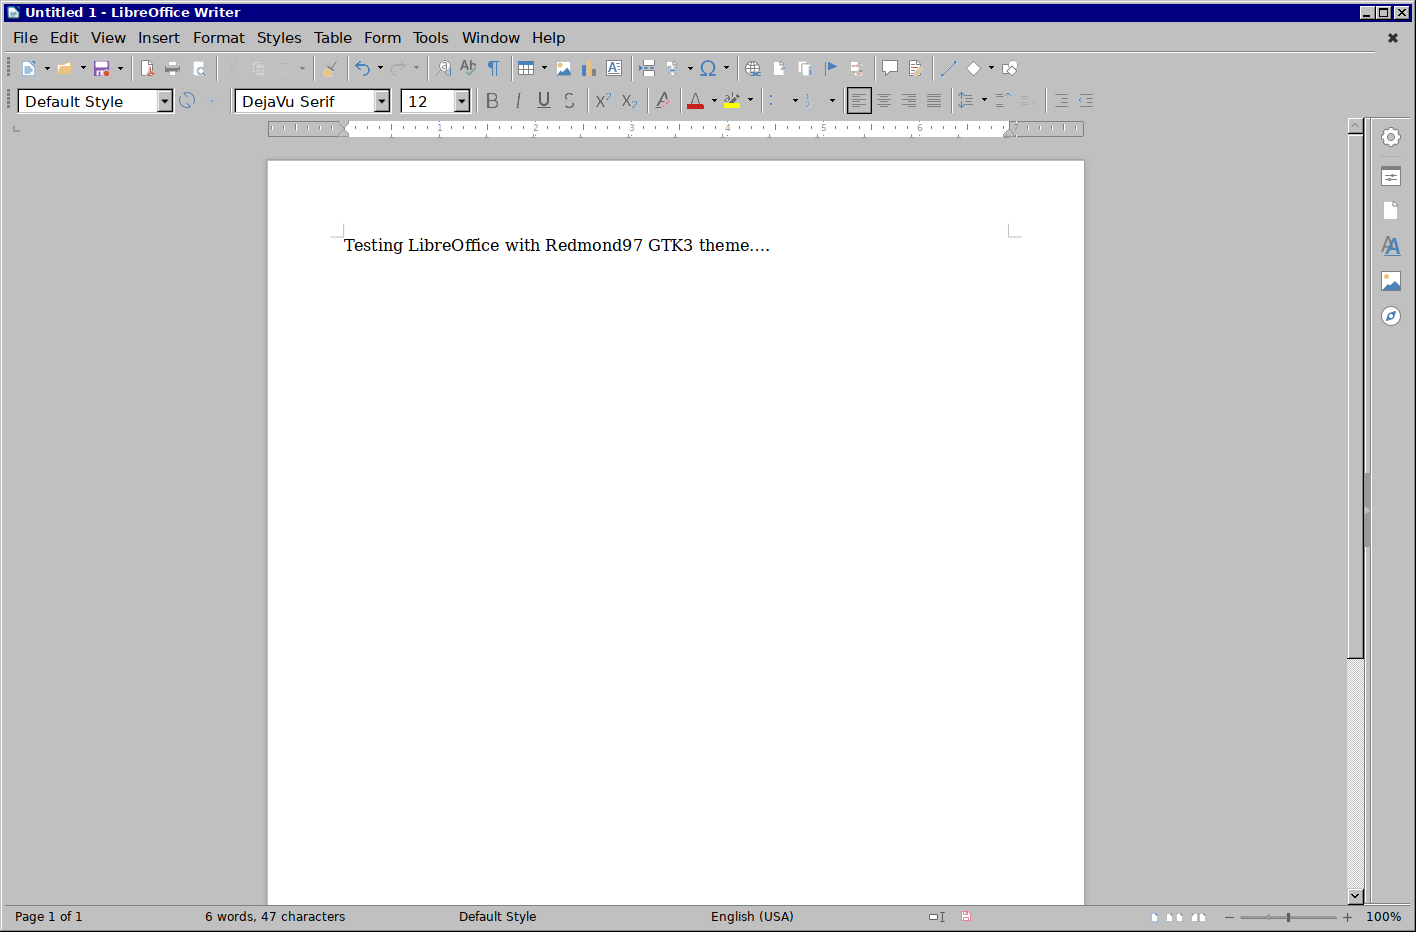 Untitled 1 - LibreOffice Writer
File Edit View Insert Format Styles Table Form Tools Window Help
Default Style DejaVu Serif 12
1 2 3 4 5 6 7
Testing LibreOffice with Redmond97 GTK3 theme....
Page 1 of 1 6 words, 47 characters Default Style English (USA) 100%